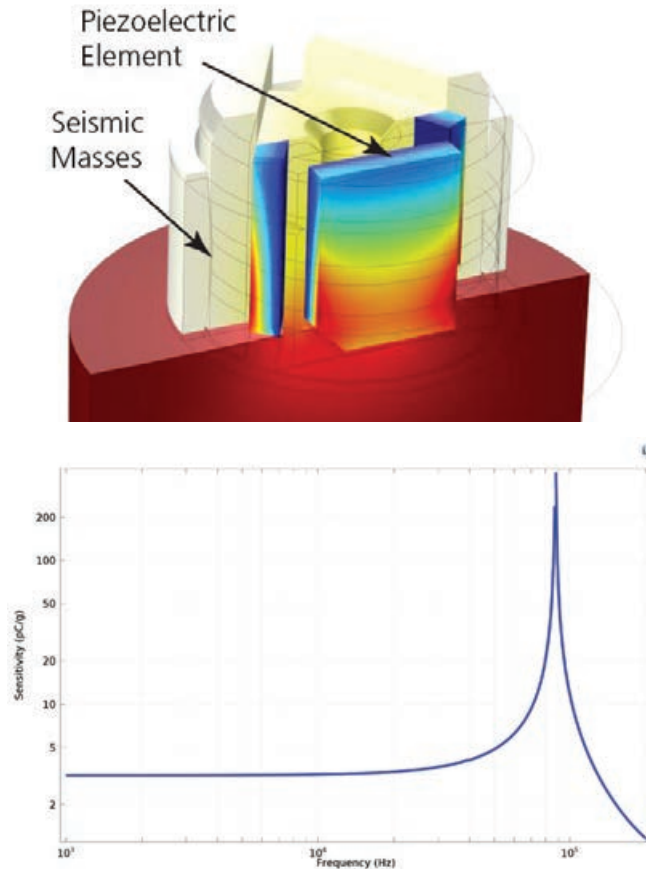 Piezoelectric
Element
Seismic
Masses
200
100
50
20
10
5
2
Sensitivity (pC/g)
10³ 10⁴ 10⁵
Frequency (Hz)